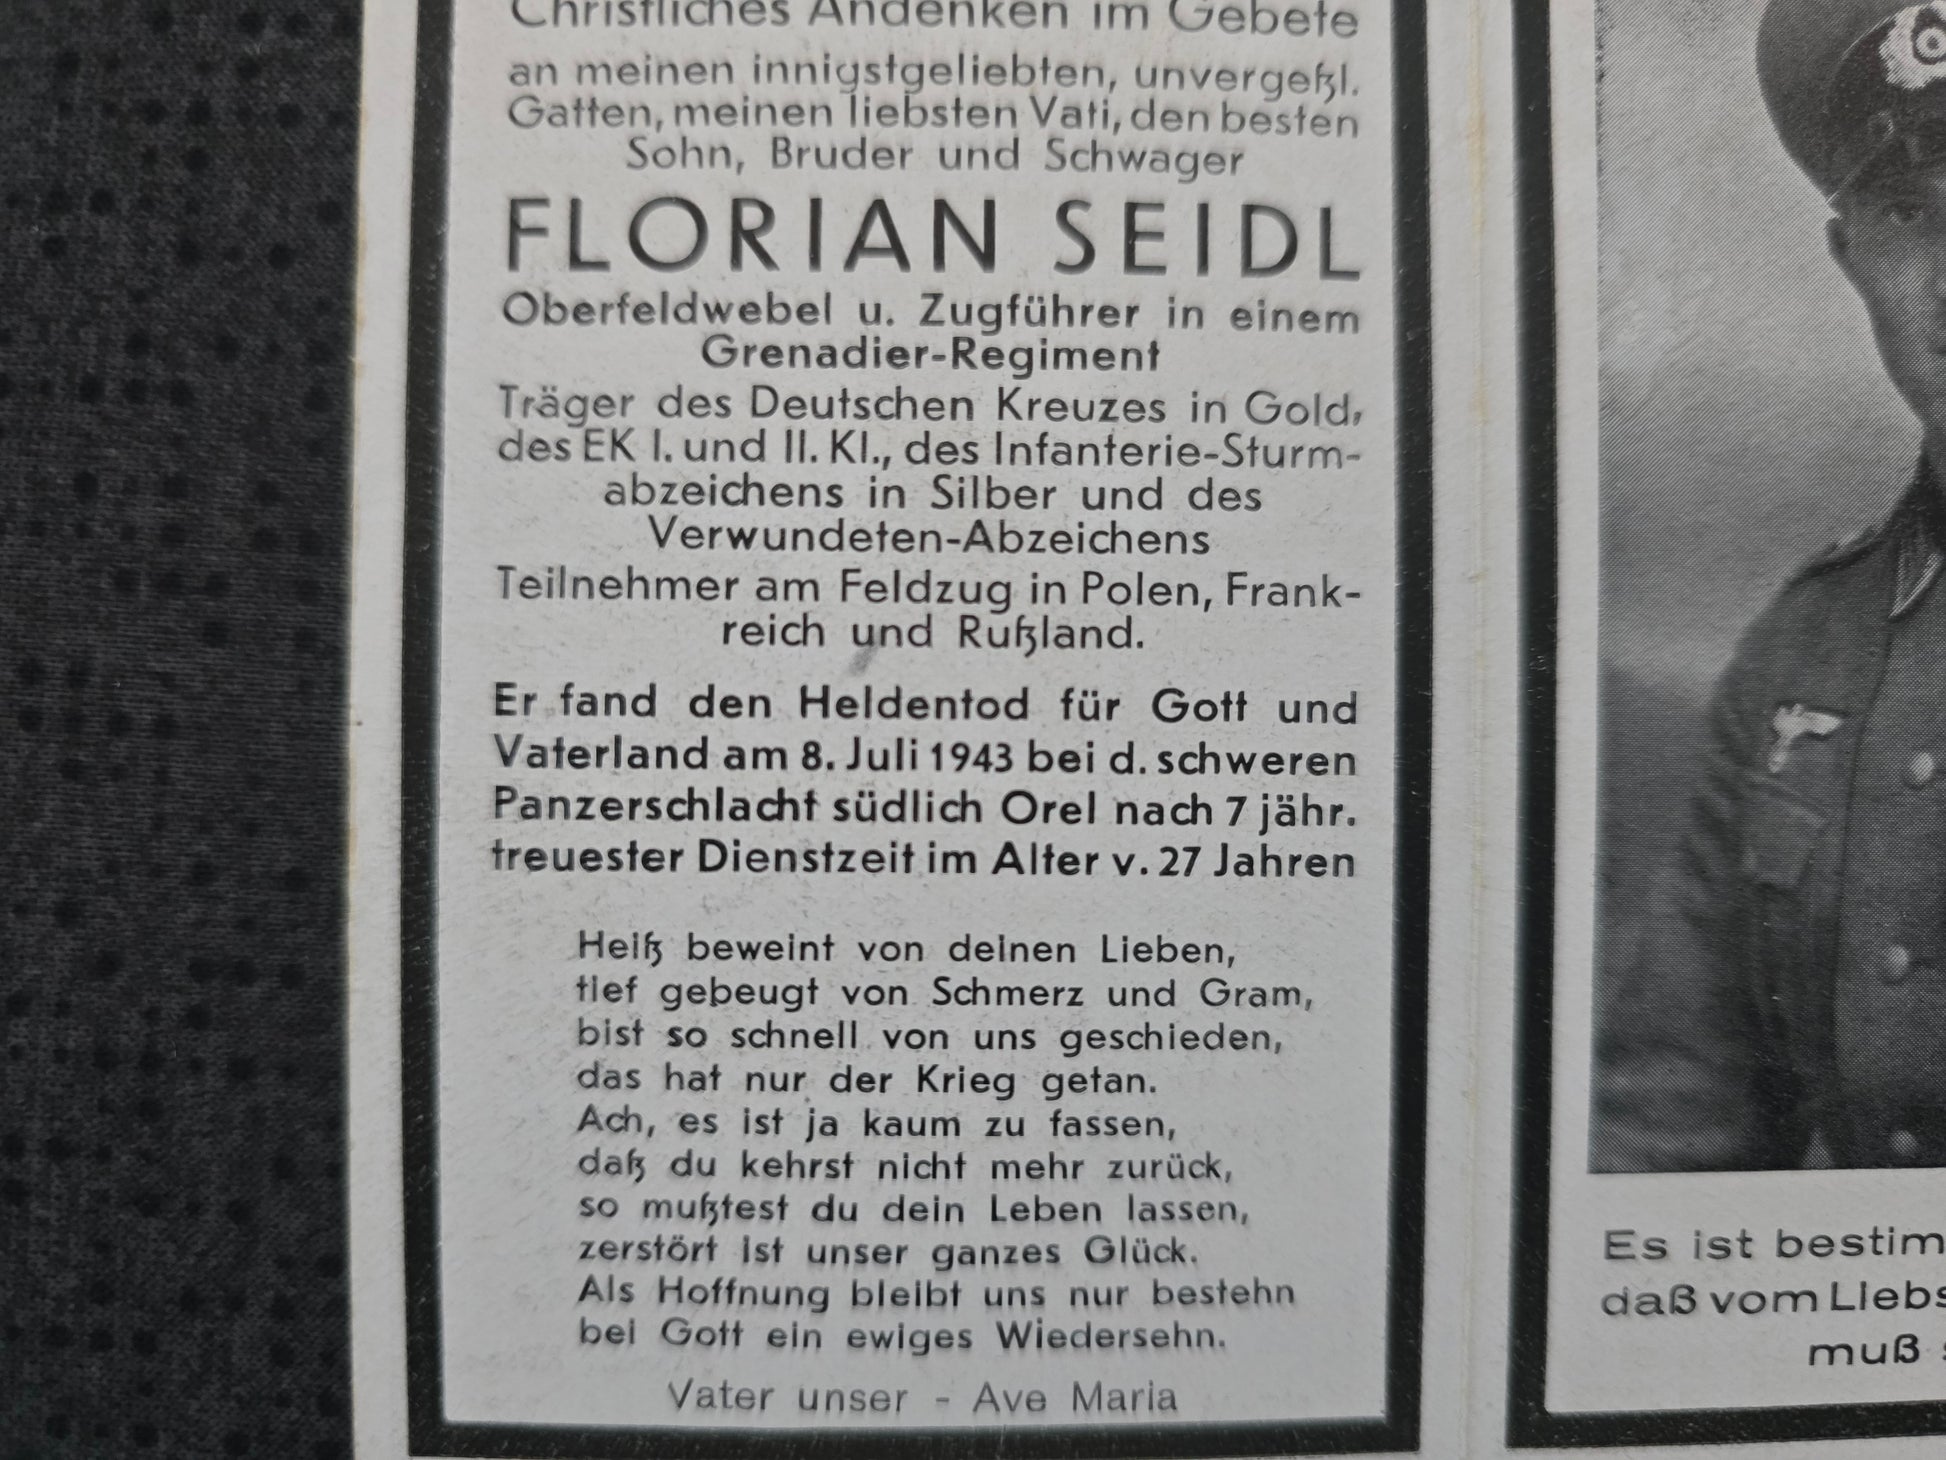 Christliches Andenken im Gebete
an meinen innigstgeliebten, unvergeßl.
Gatten, meinen liebsten Vati, den besten
Sohn, Bruder und Schwager
FLORIAN SEIDL
Oberfeldwebel u. Zugführer in einem
Grenadier-Regiment
Träger des Deutschen Kreuzes in Gold,
des EK I. und II. Kl., des Infanterie-Sturm-
abzeichens in Silber und des
Verwundeten-Abzeichens
Teilnehmer am Feldzug in Polen, Frank-
reich und Rußland.
Er fand den Heldentod für Gott und
Vaterland am 8. Juli 1943 bei d. schweren
Panzerschlacht südlich Orel nach 7 jähr.
treuester Dienstzeit im Alter v. 27 Jahren
Heiß beweint von deinen Lieben,
tief gebeugt von Schmerz und Gram,
bist so schnell von uns geschieden,
das hat nur der Krieg getan.
Ach, es ist ja kaum zu fassen,
daß du kehrst nicht mehr zurück,
so mußtest du dein Leben lassen,
zerstört ist unser ganzes Glück.
Als Hoffnung bleibt uns nur bestehn
bei Gott ein ewiges Wiedersehn.
Vater unser - Ave Maria
Es ist bestim
daß vom Liebs
muß